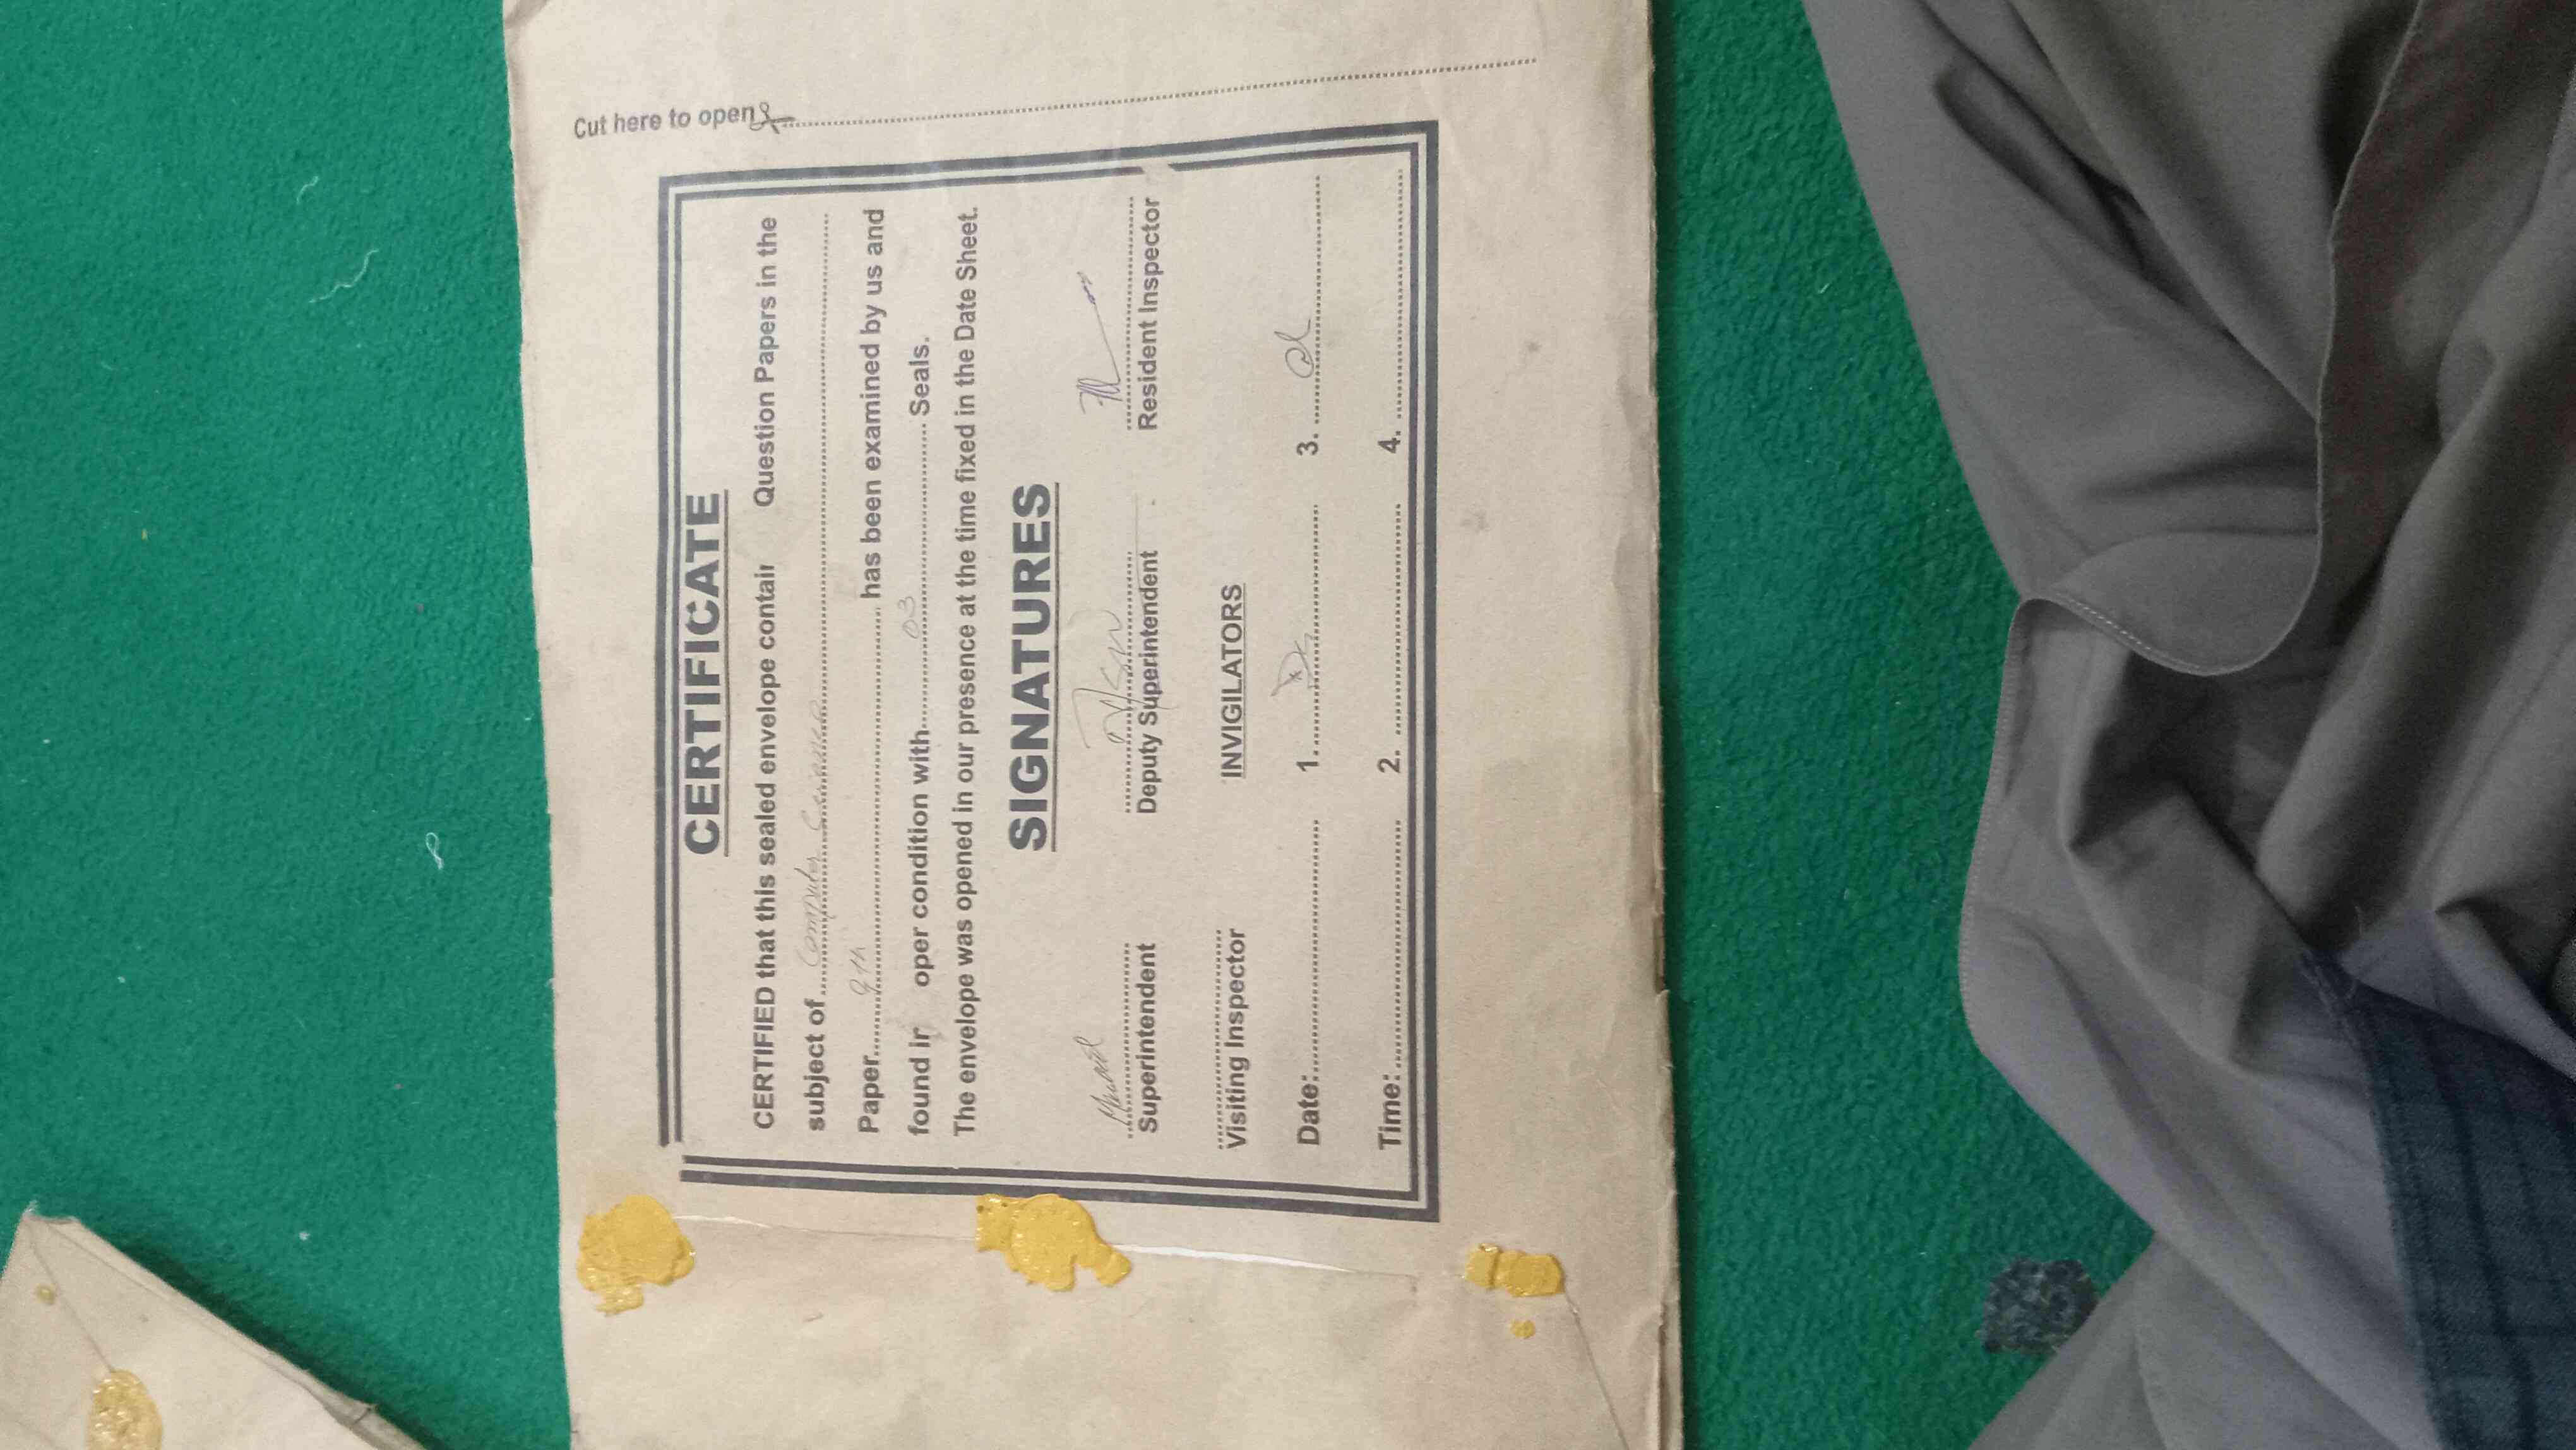 Cut here to open
CERTIFICATE
CERTIFIED that this sealed envelope contair Question Papers in the
subject of Computer Science
Paper 9th has been examined by us and
found ir oper condition with 03 Seals.
The envelope was opened in our presence at the time fixed in the Date Sheet.
SIGNATURES
Superintendent Deputy Superintendent Resident Inspector
Visiting Inspector INVIGILATORS
Date: 1. 3.
Time: 2. 4.